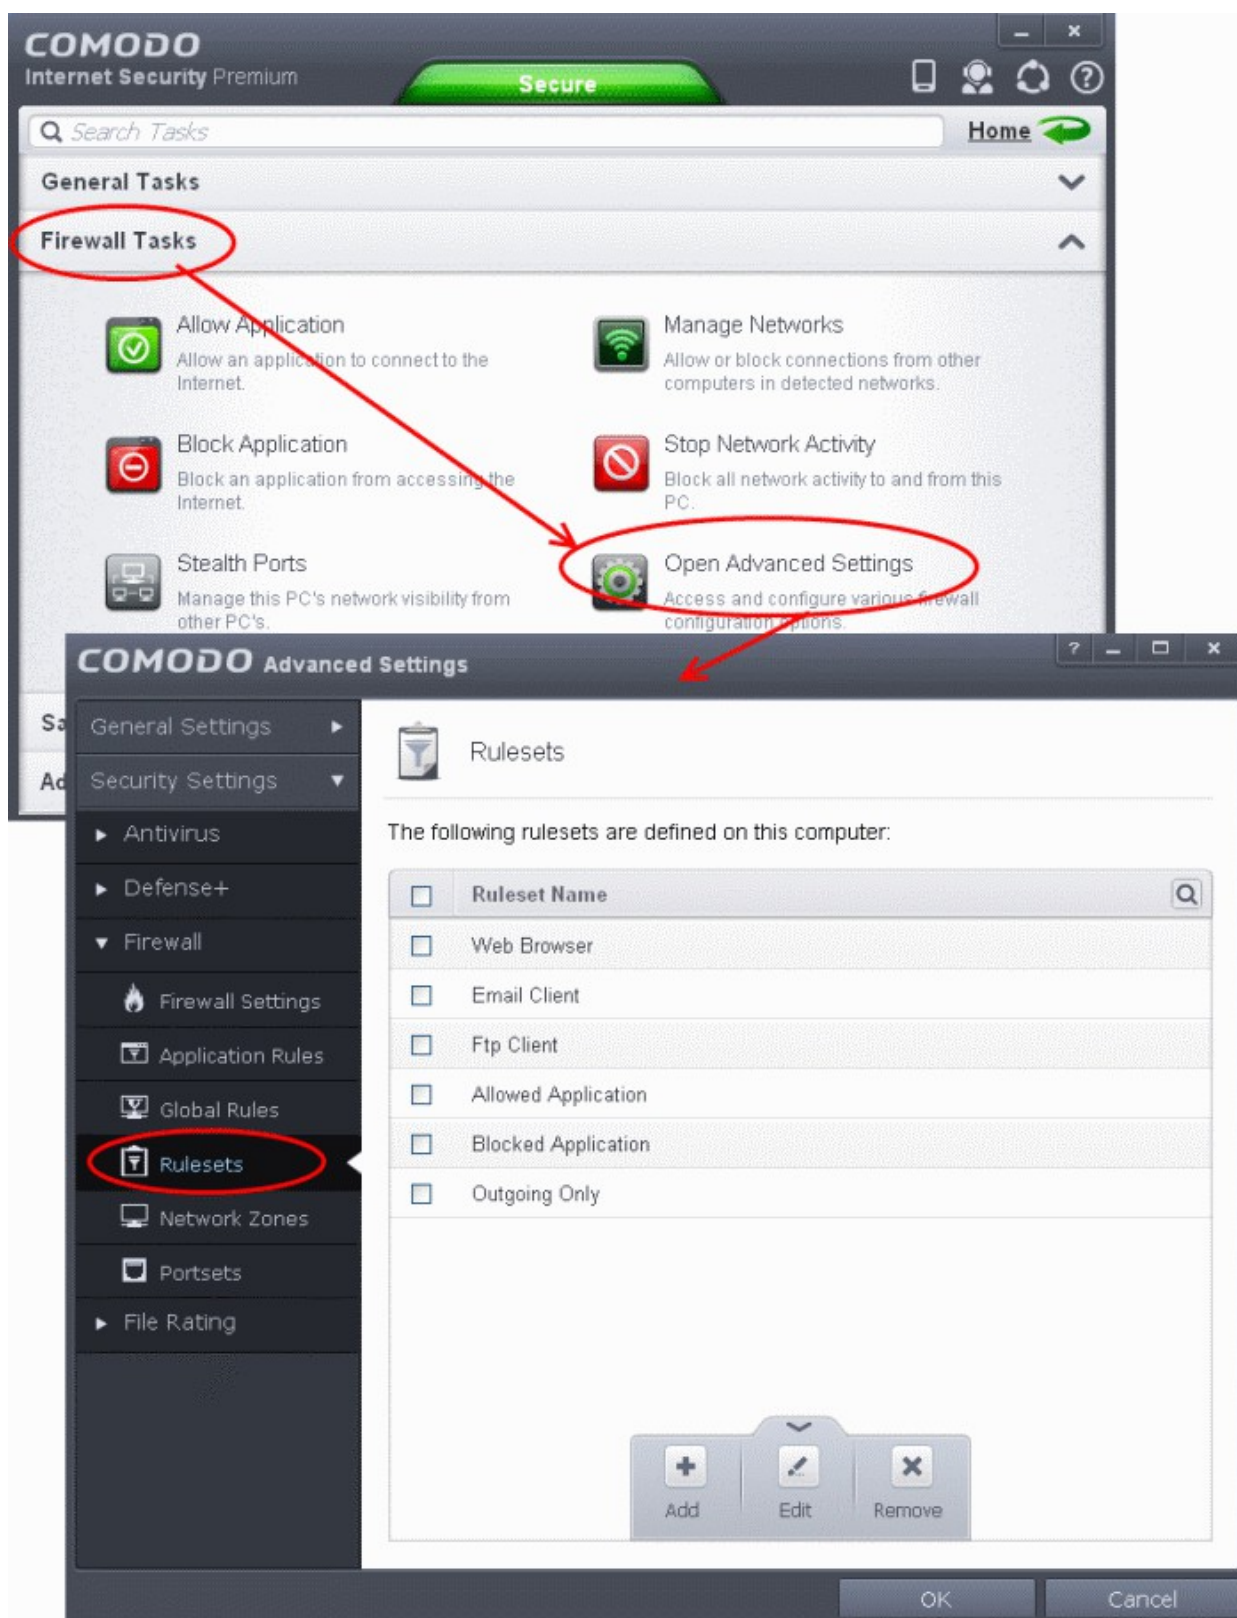 COMODO
Internet Security Premium
Secure
Search Tasks
Home
General Tasks
Firewall Tasks
Allow Application
Allow an application to connect to the
Internet.
Manage Networks
Allow or block connections from other
computers in detected networks.
Block Application
Block an application from accessing the
Internet.
Stop Network Activity
Block all network activity to and from this
PC.
Stealth Ports
Manage this PC's network visibility from
other PC's.
Open Advanced Settings
Access and configure various firewall
configuration options.
Sa
Ad
COMODO Advanced Settings
General Settings
Security Settings
Antivirus
Defense+
Firewall
Firewall Settings
Application Rules
Global Rules
Rulesets
Network Zones
Portsets
File Rating
Rulesets
The following rulesets are defined on this computer:
Ruleset Name
Web Browser
Email Client
Ftp Client
Allowed Application
Blocked Application
Outgoing Only
Add
Edit
Remove
OK
Cancel